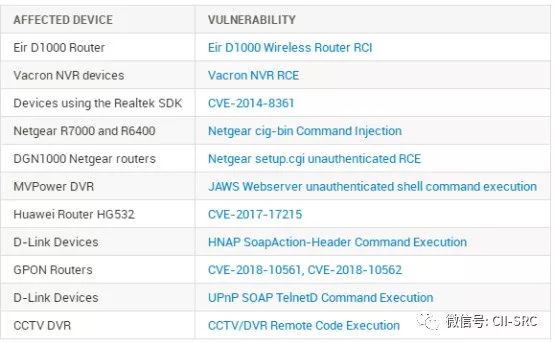 AFFECTED DEVICE VULNERABILITY
Eir D1000 Router Eir D1000 Wireless Router RCI
Vacron NVR devices Vacron NVR RCE
Devices using the Realtek SDK CVE-2014-8361
Netgear R7000 and R6400 Netgear cig-bin Command Injection
DGN1000 Netgear routers Netgear setup.cgi unauthenticated RCE
MVPower DVR JAWS Webserver unauthenticated shell command execution
Huawei Router HG532 CVE-2017-17215
D-Link Devices HNAP SoapAction-Header Command Execution
GPON Routers CVE-2018-10561, CVE-2018-10562
D-Link Devices UPnP SOAP TelnetD Command Execution
CCTV DVR CCTV/DVR Remote Code Execution
微信号: CII-SRC